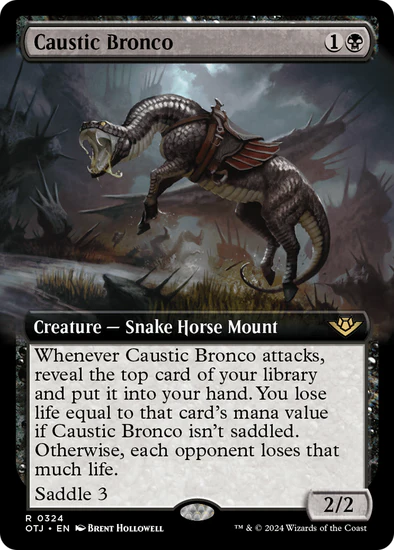 Caustic Bronco 1
Creature — Snake Horse Mount
Whenever Caustic Bronco attacks,
reveal the top card of your library
and put it into your hand. You lose
life equal to that card's mana value
if Caustic Bronco isn't saddled.
Otherwise, each opponent loses that
much life.
Saddle 3
2/2
R 0324
OTJ • EN Brent Hollowell
™ & © 2024 Wizards of the Coast